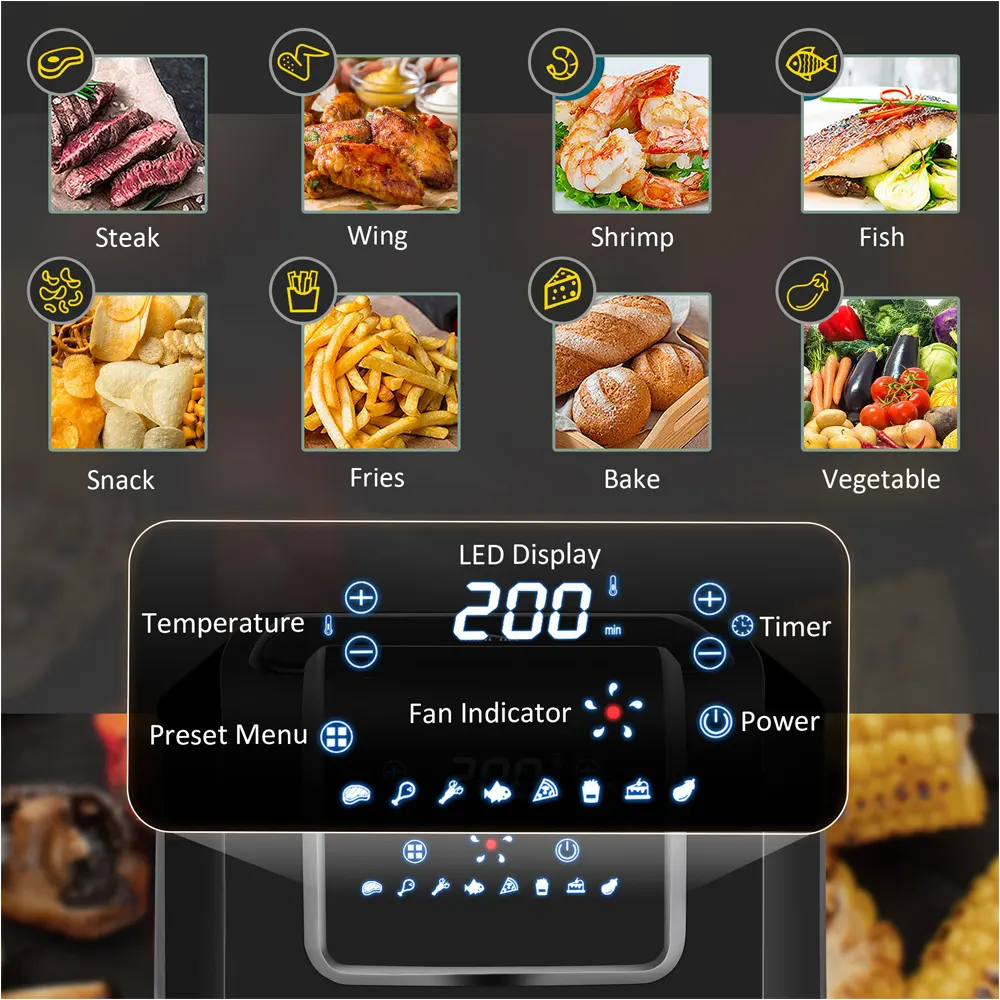 Steak
Wing
Shrimp
Fish
Snack
Fries
Bake
Vegetable
LED Display
200
min
Temperature
Timer
Fan Indicator
Preset Menu
Power